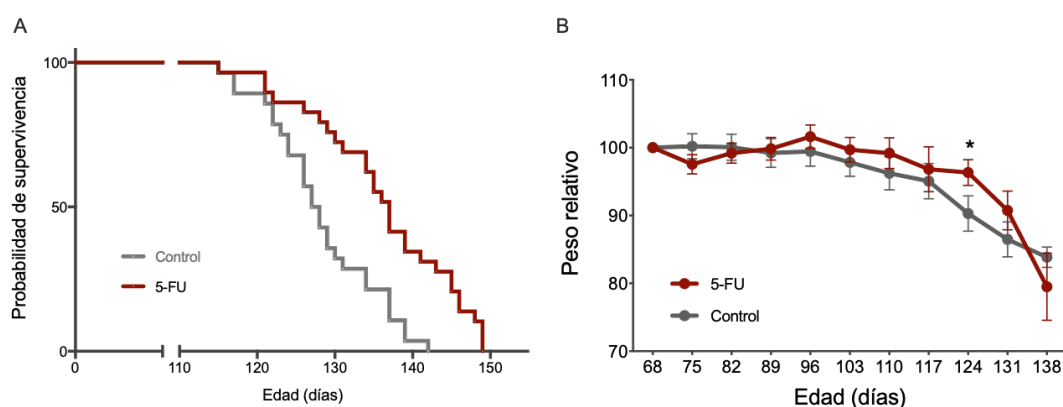 A
Probabilidad de supervivencia
100
50
0
Control
5-FU
0
110
120
130
140
150
Edad (días)
B
Peso relativo
110
100
90
80
70
*
5-FU
Control
68 75 82 89 96 103 110 117 124 131 138
Edad (días)